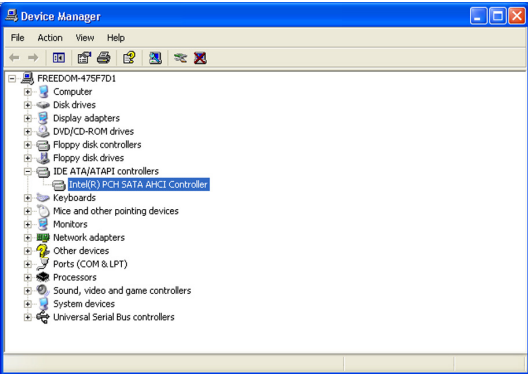 Device Manager
File Action View Help
FREEDOM-475F7D1
Computer
Disk drives
Display adapters
DVD/CD-ROM drives
Floppy disk controllers
Floppy disk drives
IDE ATA/ATAPI controllers
Intel(R) PCH SATA AHCI Controller
Keyboards
Mice and other pointing devices
Monitors
Network adapters
Other devices
Ports (COM & LPT)
Processors
Sound, video and game controllers
System devices
Universal Serial Bus controllers